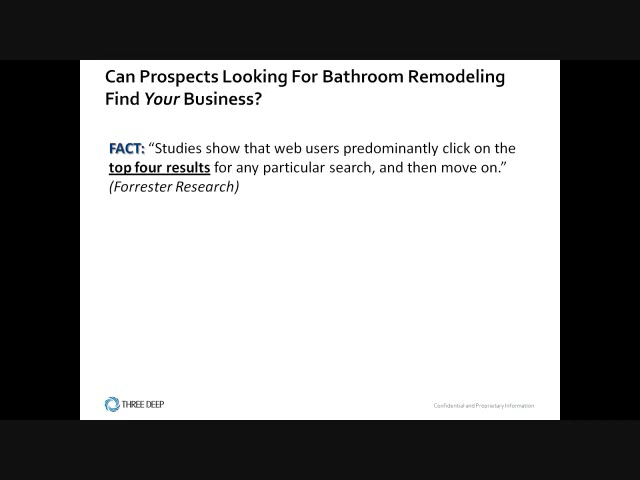 Can Prospects Looking For Bathroom Remodeling
Find Your Business?
FACT: “Studies show that web users predominantly click on the
top four results for any particular search, and then move on.”
(Forrester Research)
THREE DEEP
Confidential and Proprietary Information